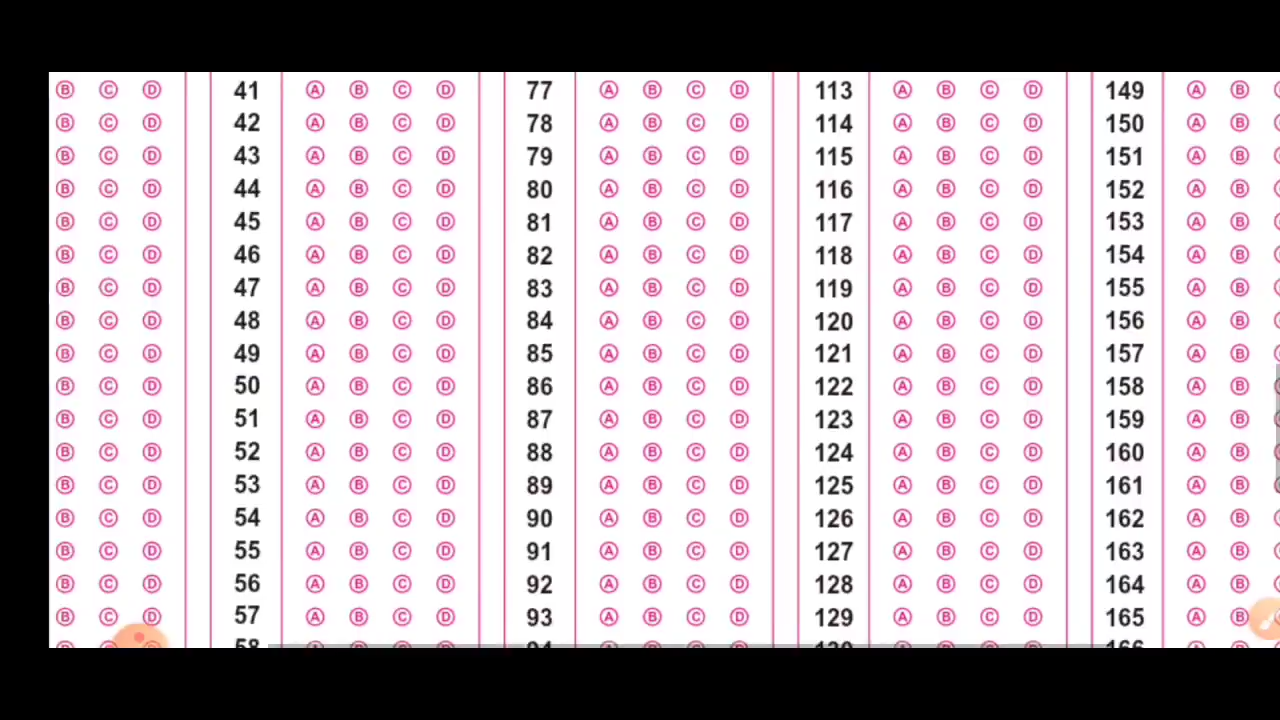 B C D 41 A B C D 77 A B C D 113 A B C D 149 A B
B C D 42 A B C D 78 A B C D 114 A B C D 150 A B
B C D 43 A B C D 79 A B C D 115 A B C D 151 A B
B C D 44 A B C D 80 A B C D 116 A B C D 152 A B
B C D 45 A B C D 81 A B C D 117 A B C D 153 A B
B C D 46 A B C D 82 A B C D 118 A B C D 154 A B
B C D 47 A B C D 83 A B C D 119 A B C D 155 A B
B C D 48 A B C D 84 A B C D 120 A B C D 156 A B
B C D 49 A B C D 85 A B C D 121 A B C D 157 A B
B C D 50 A B C D 86 A B C D 122 A B C D 158 A B
B C D 51 A B C D 87 A B C D 123 A B C D 159 A B
B C D 52 A B C D 88 A B C D 124 A B C D 160 A B
B C D 53 A B C D 89 A B C D 125 A B C D 161 A B
B C D 54 A B C D 90 A B C D 126 A B C D 162 A B
B C D 55 A B C D 91 A B C D 127 A B C D 163 A B
B C D 56 A B C D 92 A B C D 128 A B C D 164 A B
B C D 57 A B C D 93 A B C D 129 A B C D 165 A B